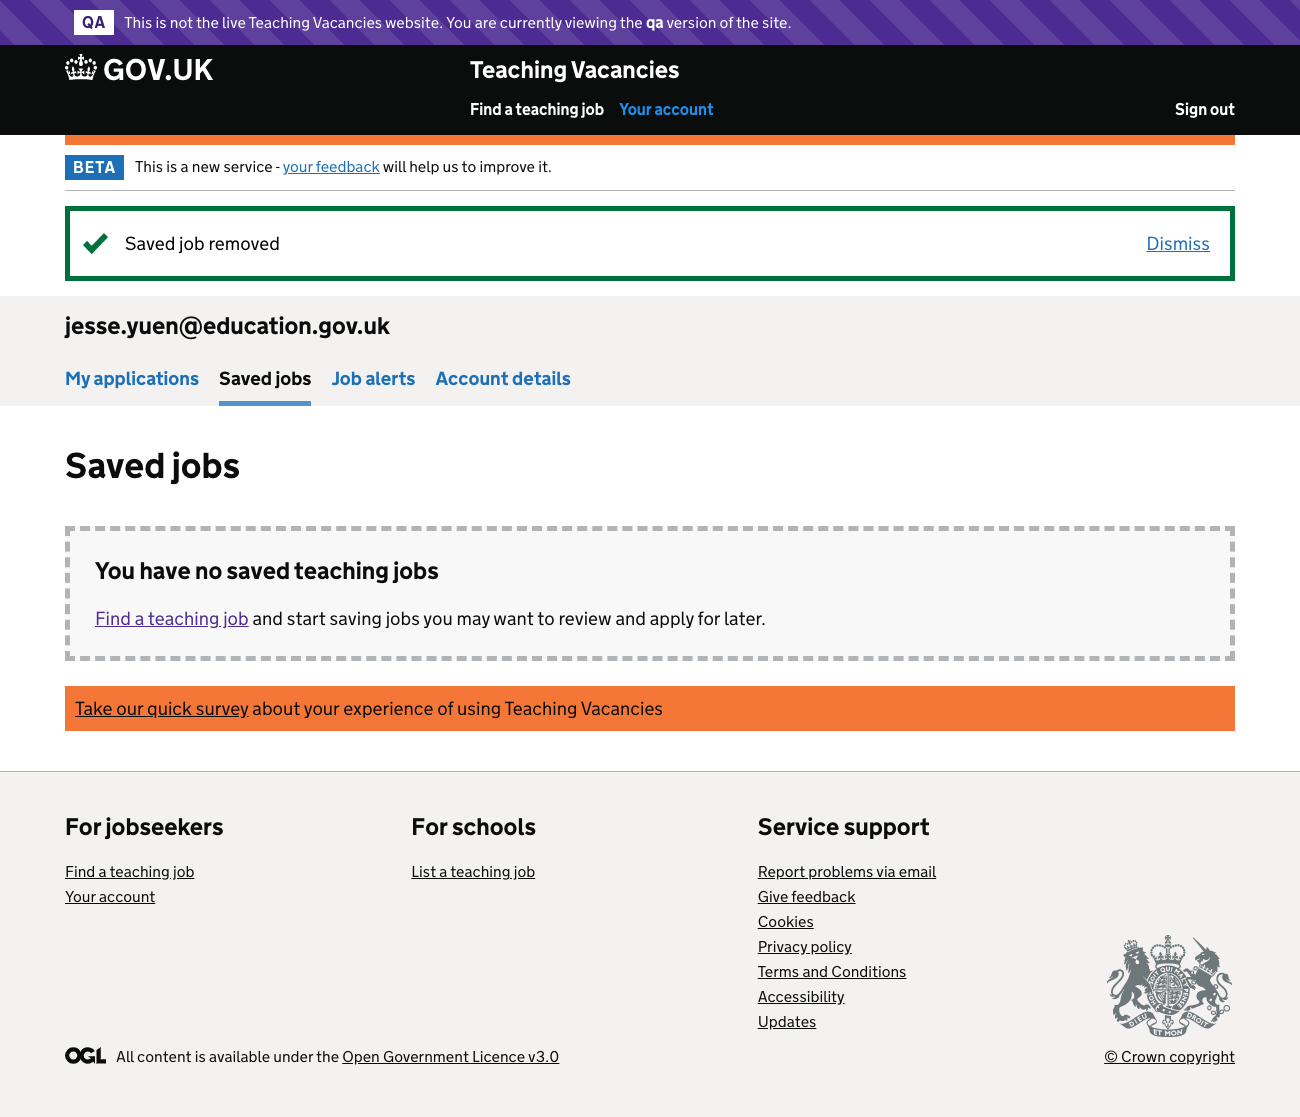 QA This is not the live Teaching Vacancies website. You are currently viewing the qa version of the site.
GOV.UK Teaching Vacancies
Find a teaching job Your account Sign out
BETA This is a new service - your feedback will help us to improve it.
Saved job removed Dismiss
jesse.yuen@education.gov.uk
My applications Saved jobs Job alerts Account details
Saved jobs
You have no saved teaching jobs
Find a teaching job and start saving jobs you may want to review and apply for later.
Take our quick survey about your experience of using Teaching Vacancies
For jobseekers
Find a teaching job
Your account
For schools
List a teaching job
Service support
Report problems via email
Give feedback
Cookies
Privacy policy
Terms and Conditions
Accessibility
Updates
DIEU ET MON DROIT
OGL All content is available under the Open Government Licence v3.0
© Crown copyright